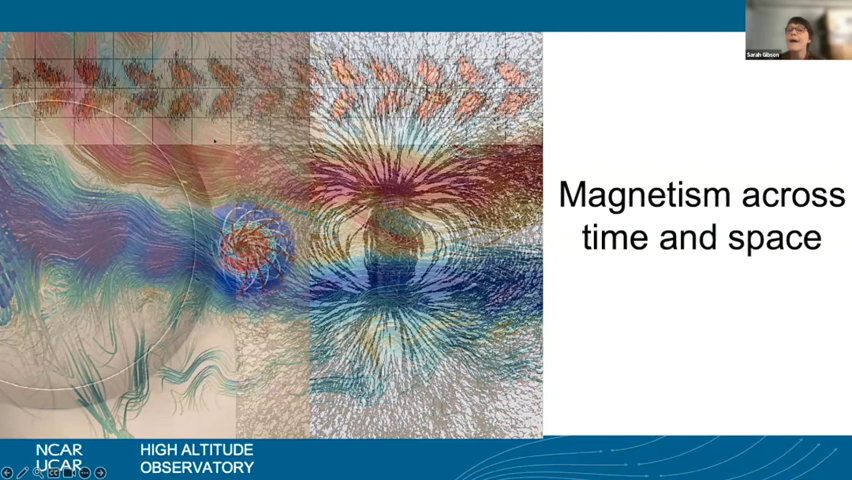 Sarah Gibson
Magnetism across
time and space
NCAR
UCAR
HIGH ALTITUDE
OBSERVATORY